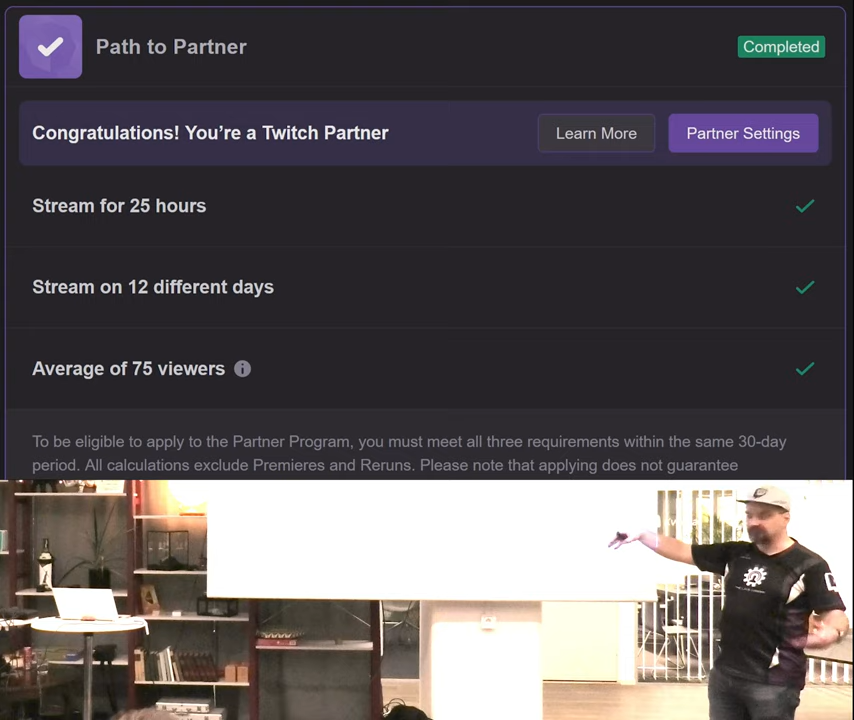 Path to Partner
Completed
Congratulations! You’re a Twitch Partner
Learn More
Partner Settings
Stream for 25 hours
Stream on 12 different days
Average of 75 viewers
To be eligible to apply to the Partner Program, you must meet all three requirements within the same 30-day
period. All calculations exclude Premieres and Reruns. Please note that applying does not guarantee